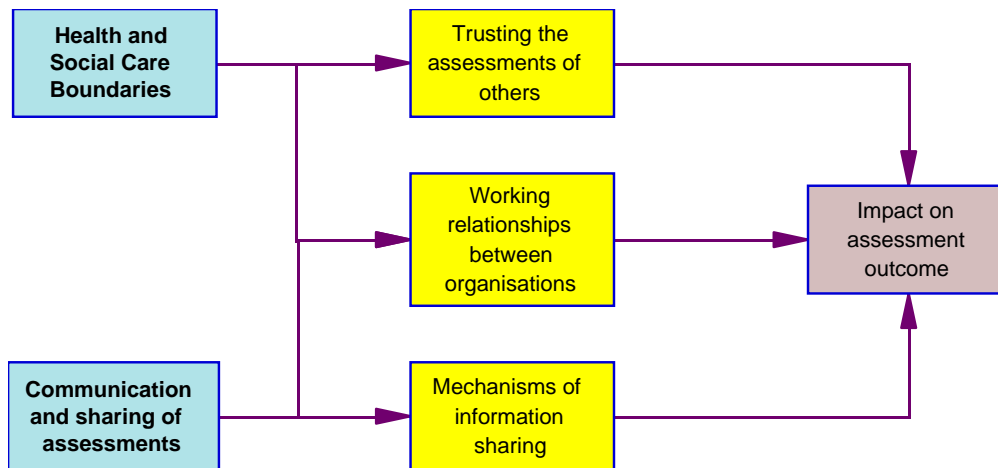 Health and
Social Care
Boundaries
Trusting the
assessments of
others
Working
relationships
between
organisations
Impact on
assessment
outcome
Communication
and sharing of
assessments
Mechanisms of
information
sharing